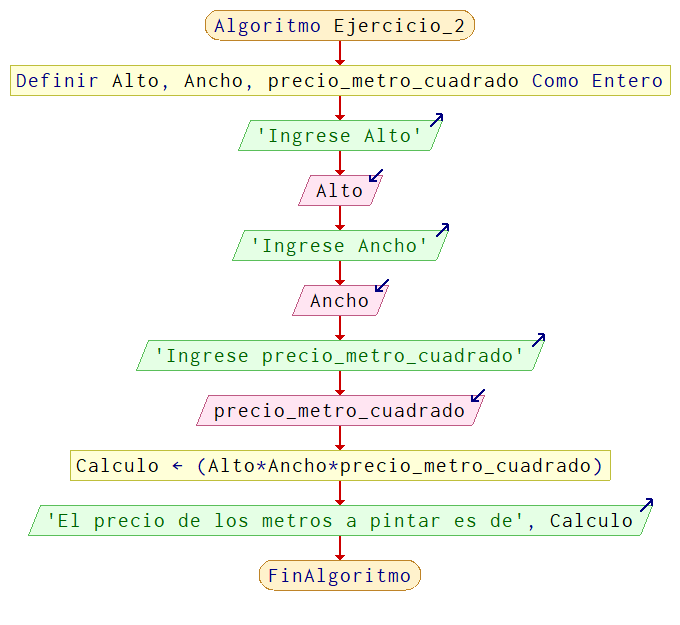 Algoritmo Ejercicio_2
Definir Alto, Ancho, precio_metro_cuadrado Como Entero
'Ingrese Alto'
Alto
'Ingrese Ancho'
Ancho
'Ingrese precio_metro_cuadrado'
precio_metro_cuadrado
Calculo ← (Alto*Ancho*precio_metro_cuadrado)
'El precio de los metros a pintar es de', Calculo
FinAlgoritmo